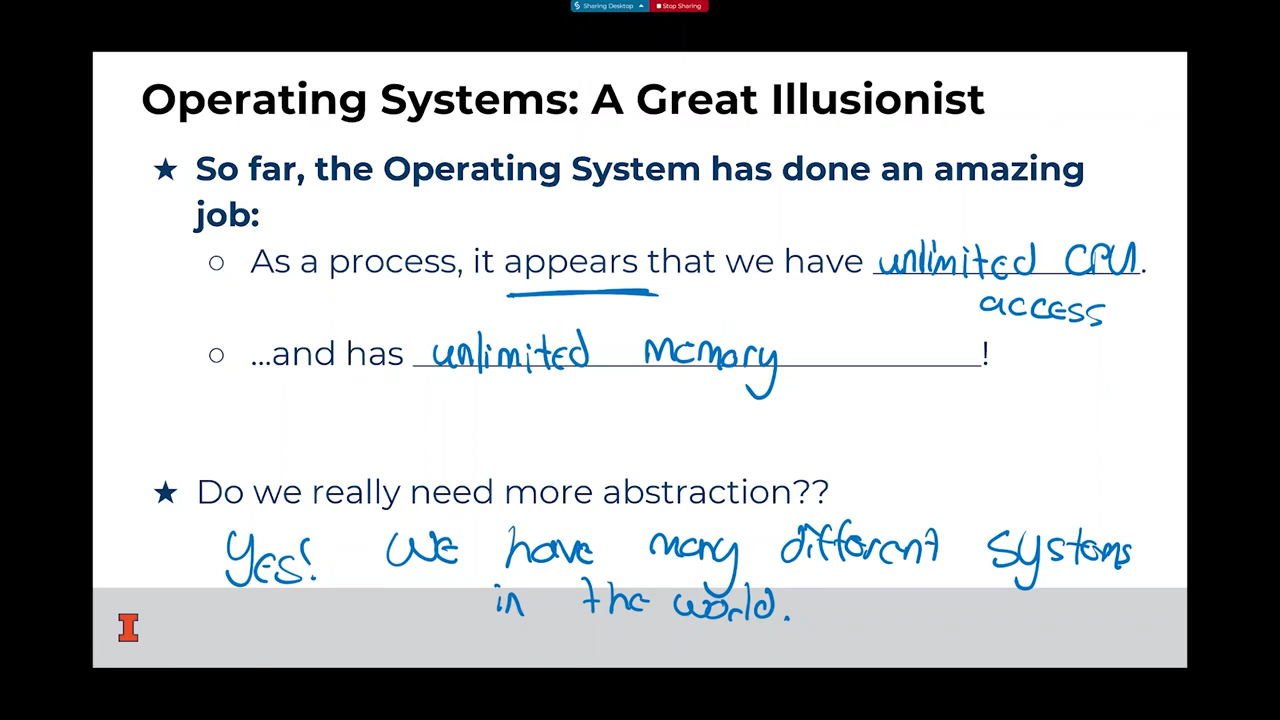 Sharing Desktop Stop Sharing
Operating Systems: A Great Illusionist
★ So far, the Operating System has done an amazing
job:
○ As a process, it appears that we have unlimited CPU.
access
○ ...and has unlimited memory!
★ Do we really need more abstraction??
YES! We have many different systems
in the world.
I